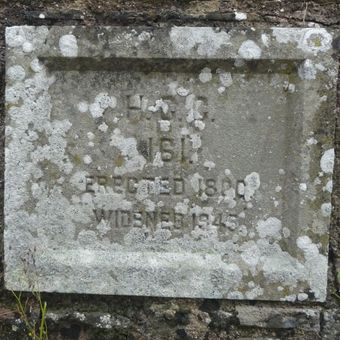 H.C.C.
161.
ERECTED 1800
WIDENED 1945